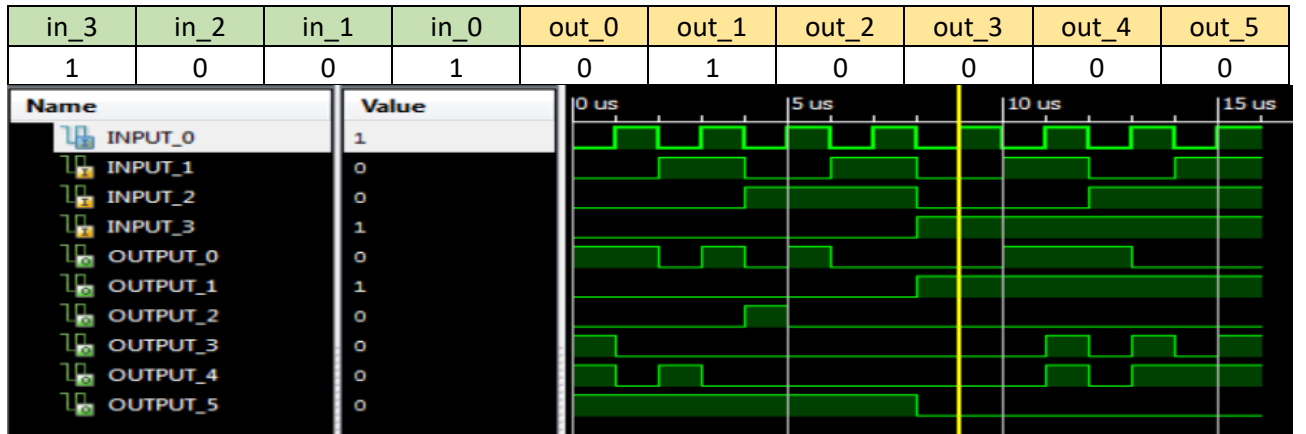 in_3 in_2 in_1 in_0 out_0 out_1 out_2 out_3 out_4 out_5
1 0 0 1 0 1 0 0 0 0
Name Value 0 us 5 us 10 us 15 us
INPUT_0 1
INPUT_1 0
INPUT_2 0
INPUT_3 1
OUTPUT_0 0
OUTPUT_1 1
OUTPUT_2 0
OUTPUT_3 0
OUTPUT_4 0
OUTPUT_5 0